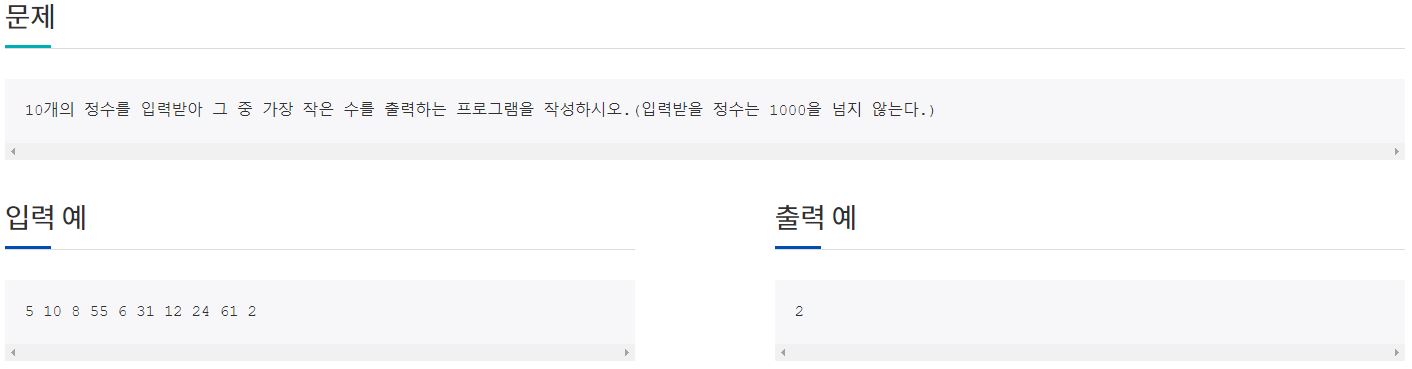 문제
10개의 정수를 입력받아 그 중 가장 작은 수를 출력하는 프로그램을 작성하시오.(입력받을 정수는 1000을 넘지 않는다.)
입력 예
출력 예
5 10 8 55 6 31 12 24 61 2
2